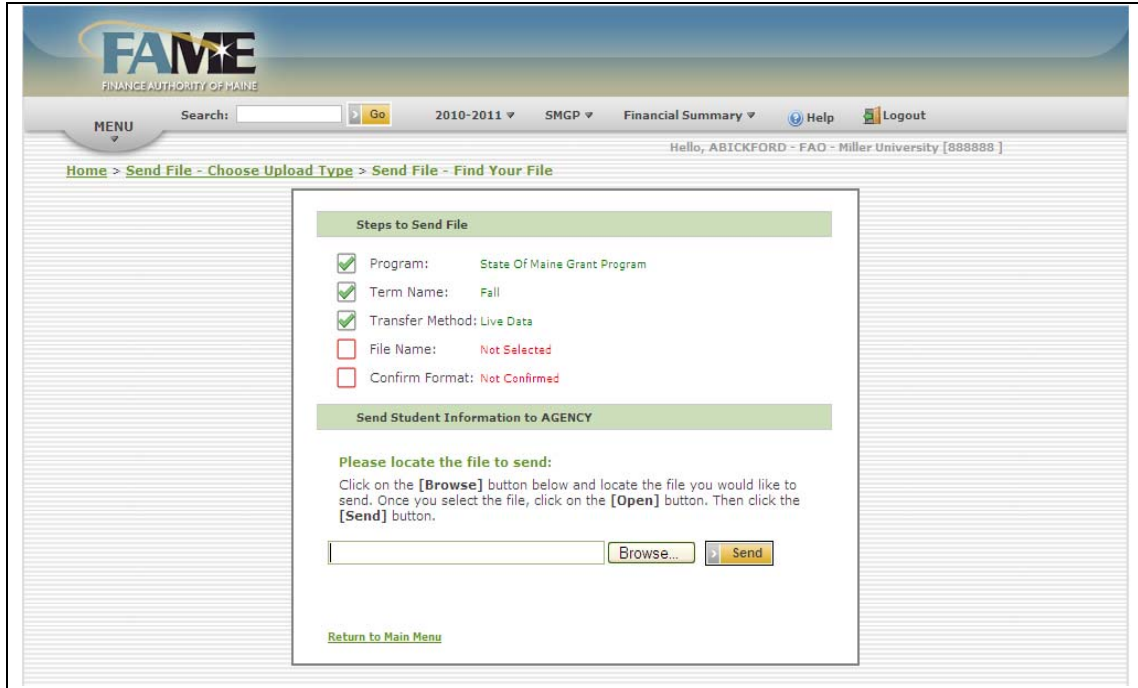 FAME
FINANCE AUTHORITY OF MAINE
MENU
Search: Go 2010-2011 SMGP Financial Summary Help Logout
Hello, ABICKFORD - FAO - Miller University [888888 ]
Home > Send File - Choose Upload Type > Send File - Find Your File
Steps to Send File
Program: State Of Maine Grant Program
Term Name: Fall
Transfer Method: Live Data
File Name: Not Selected
Confirm Format: Not Confirmed
Send Student Information to AGENCY
Please locate the file to send:
Click on the [Browse] button below and locate the file you would like to
send. Once you select the file, click on the [Open] button. Then click the
[Send] button.
Browse... Send
Return to Main Menu